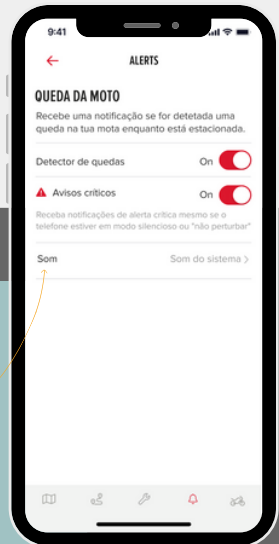 9:41
ALERTS
QUEDA DA MOTO
Recebe uma notificação se for detetada uma
queda na tua mota enquanto está estacionada.
Detector de quedas On
Avisos críticos On
Receba notificações de alerta crítica mesmo se o
telefone estiver em modo silencioso ou "não perturbar"
Som Som do sistema >